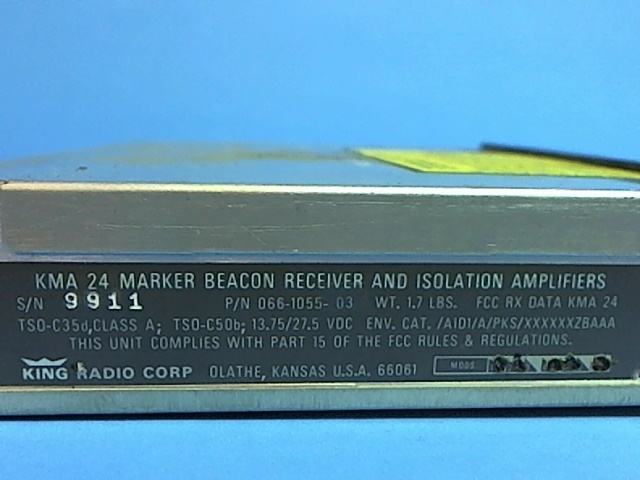 KMA 24 MARKER BEACON RECEIVER AND ISOLATION AMPLIFIERS
S/N 9911 P/N 066-1055- 03 WT. 1.7 LBS. FCC RX DATA KMA 24
TSO-C35d,CLASS A; TSO-C50b; 13.75/27.5 VDC ENV. CAT. /A1D1/A/PKS/XXXXXXZBAAA
THIS UNIT COMPLIES WITH PART 15 OF THE FCC RULES & REGULATIONS.
KING RADIO CORP OLATHE, KANSAS U.S.A. 66061 MODS